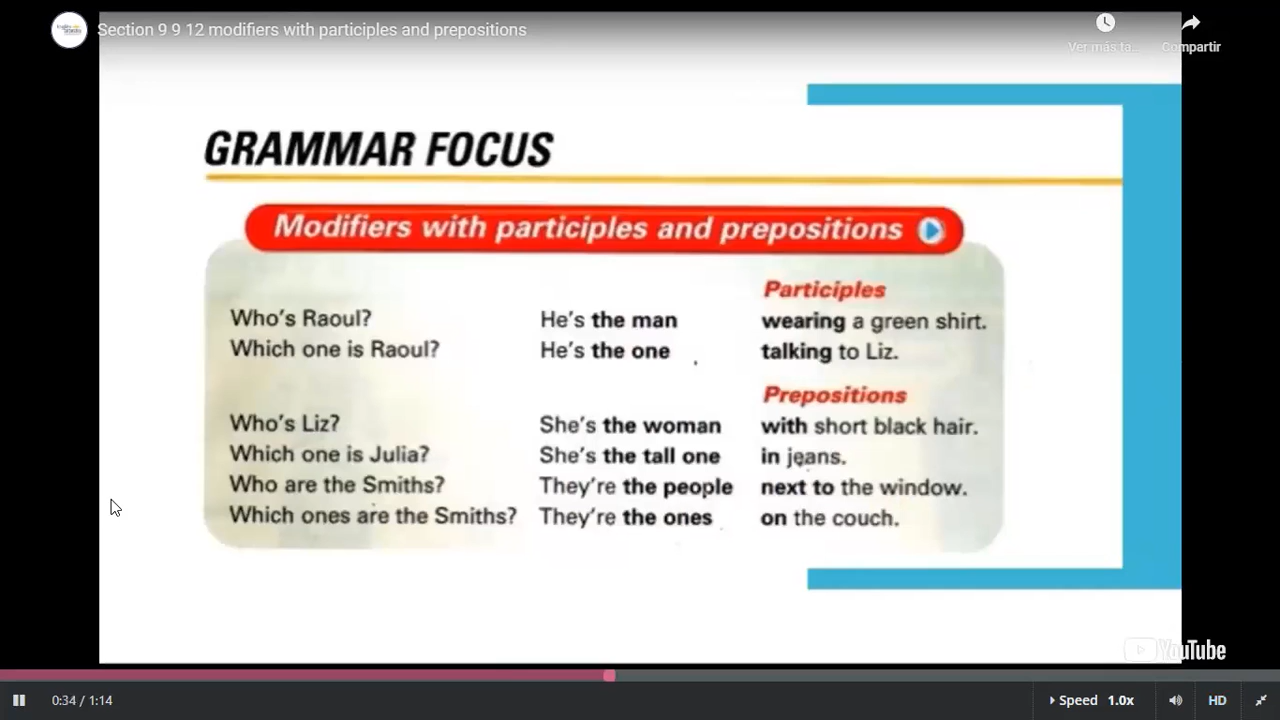 Section 9 9 12 modifiers with participles and prepositions
Ver más ta...
Compartir
GRAMMAR FOCUS
Modifiers with participles and prepositions
Participles
Who's Raoul? He's the man wearing a green shirt.
Which one is Raoul? He's the one talking to Liz.
Prepositions
Who's Liz? She's the woman with short black hair.
Which one is Julia? She's the tall one in jeans.
Who are the Smiths? They're the people next to the window.
Which ones are the Smiths? They're the ones on the couch.
YouTube
0:34 / 1:14
Speed 1.0x
HD